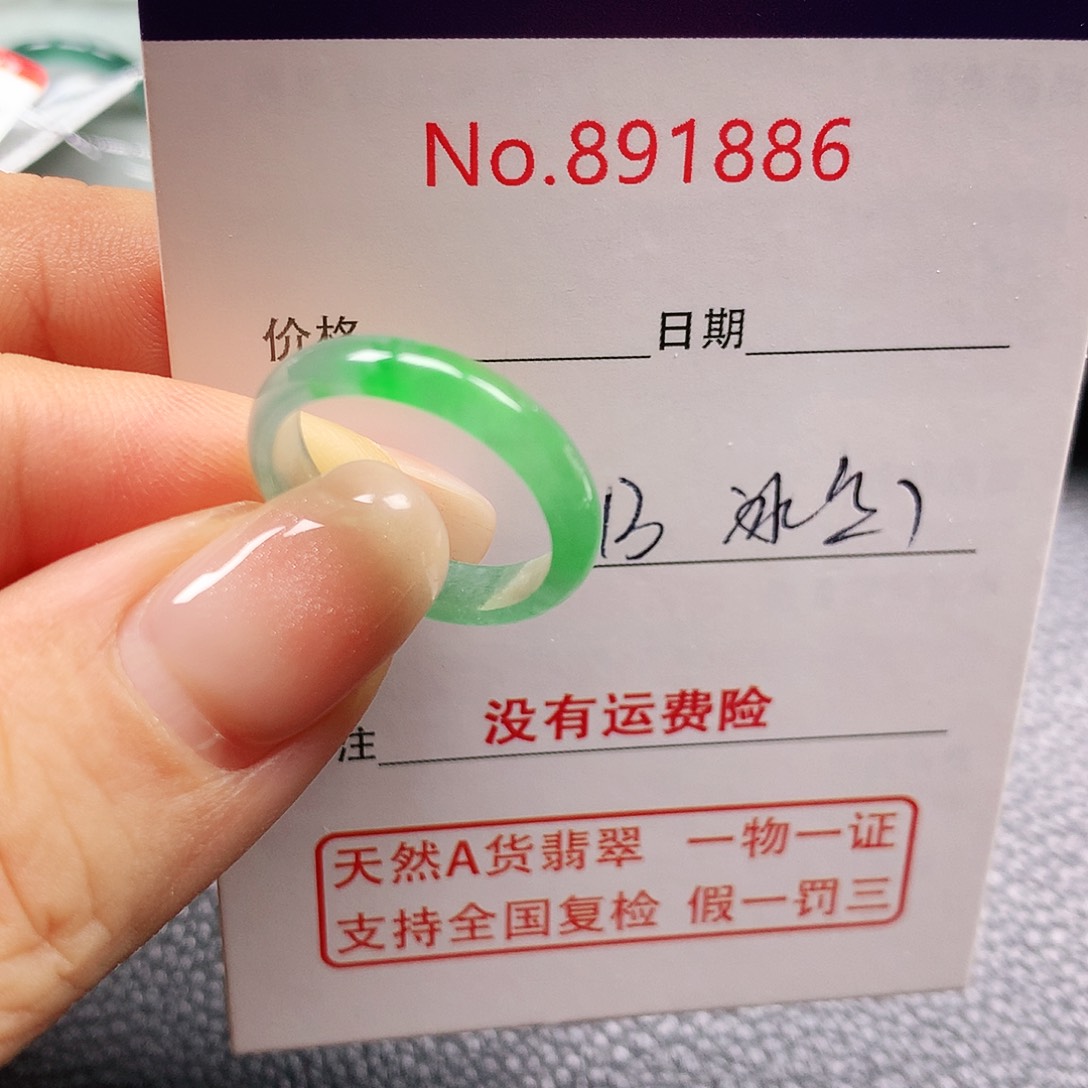 No.891886
价格 日期
13 冰
注 没有运费险
天然A货翡翠 一物一证
支持全国复检 假一罚三